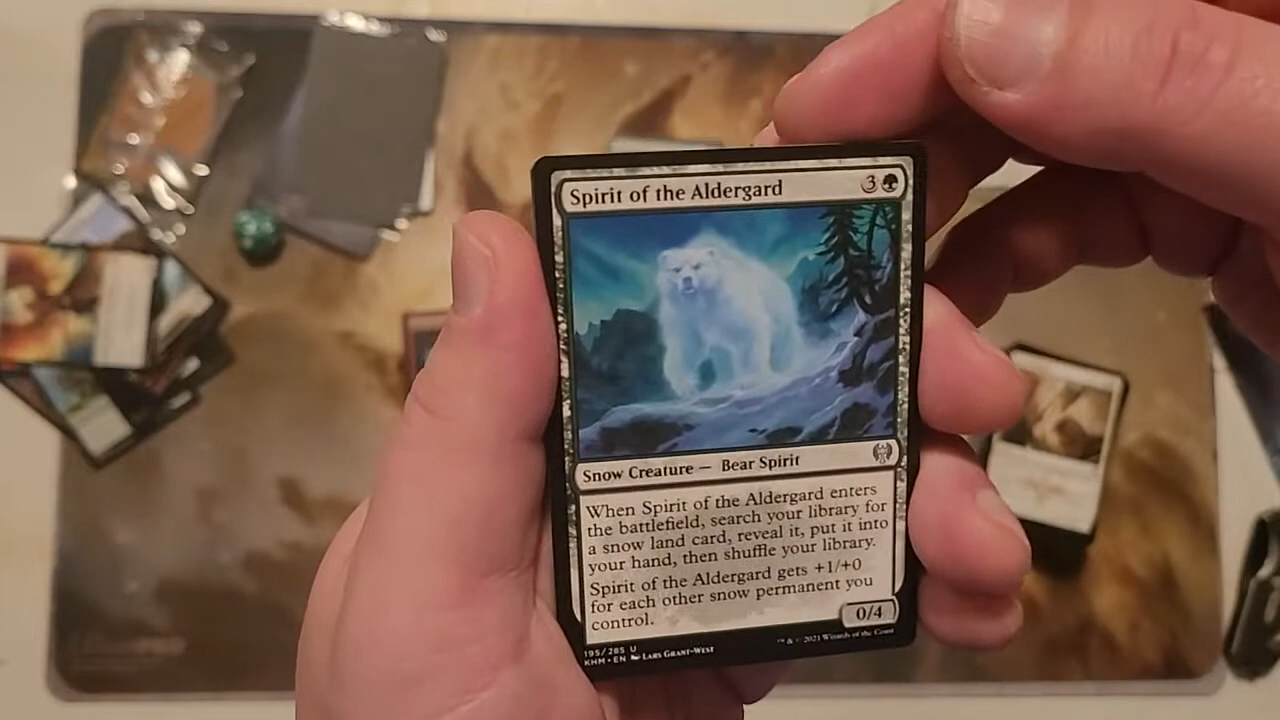 Spirit of the Aldergard
3
Snow Creature — Bear Spirit
When Spirit of the Aldergard enters
the battlefield, search your library for
a snow land card, reveal it, put it into
your hand, then shuffle your library.
Spirit of the Aldergard gets +1/+0
for each other snow permanent you
control.
0/4
195/285 U
KHM • EN Lars Grant-West
™ & © 2021 Wizards of the Coast